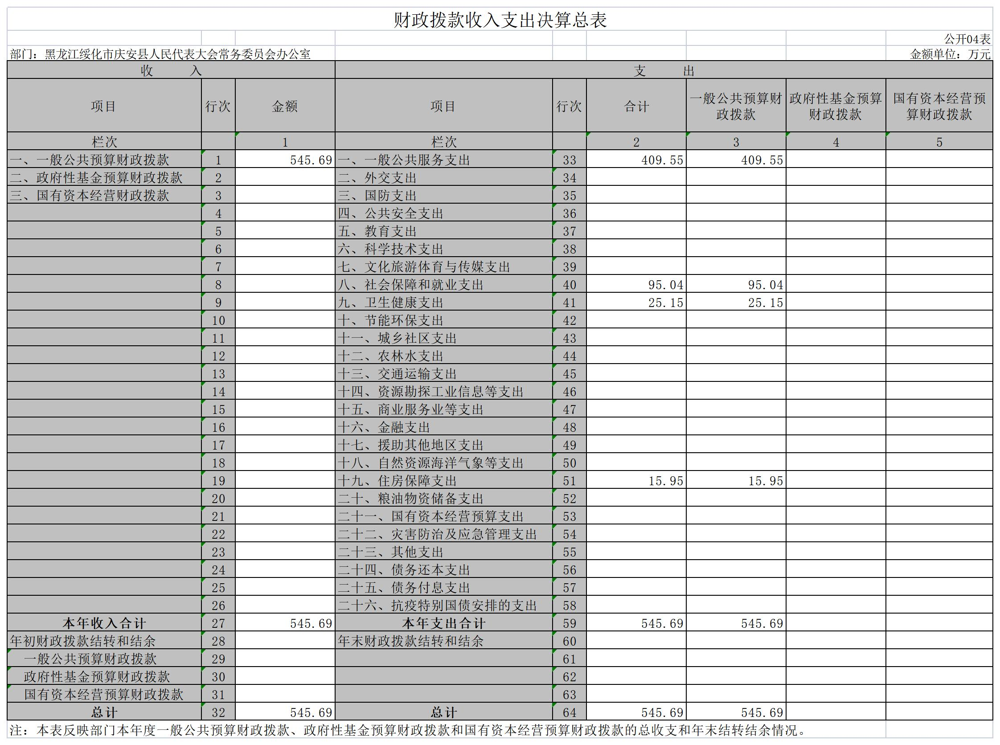 财政拨款收入支出决算总表
公开04表
部门：黑龙江绥化市庆安县人民代表大会常务委员会办公室 金额单位：万元
收 入 支 出
项目 行次 金额 项目 行次 合计 一般公共预算财政拨款 政府性基金预算财政拨款 国有资本经营预算财政拨款
栏次 1 栏次 2 3 4 5
一、一般公共预算财政拨款 1 545.69 一、一般公共服务支出 33 409.55 409.55
二、政府性基金预算财政拨款 2 二、外交支出 34
三、国有资本经营财政拨款 3 三、国防支出 35
4 四、公共安全支出 36
5 五、教育支出 37
6 六、科学技术支出 38
7 七、文化旅游体育与传媒支出 39
8 八、社会保障和就业支出 40 95.04 95.04
9 九、卫生健康支出 41 25.15 25.15
10 十、节能环保支出 42
11 十一、城乡社区支出 43
12 十二、农林水支出 44
13 十三、交通运输支出 45
14 十四、资源勘探工业信息等支出 46
15 十五、商业服务业等支出 47
16 十六、金融支出 48
17 十七、援助其他地区支出 49
18 十八、自然资源海洋气象等支出 50
19 十九、住房保障支出 51 15.95 15.95
20 二十、粮油物资储备支出 52
21 二十一、国有资本经营预算支出 53
22 二十二、灾害防治及应急管理支出 54
23 二十三、其他支出 55
24 二十四、债务还本支出 56
25 二十五、债务付息支出 57
26 二十六、抗疫特别国债安排的支出 58
本年收入合计 27 545.69 本年支出合计 59 545.69 545.69
年初财政拨款结转和结余 28 年末财政拨款结转和结余 60
一般公共预算财政拨款 29 61
政府性基金预算财政拨款 30 62
国有资本经营预算财政拨款 31 63
总计 32 545.69 总计 64 545.69 545.69
注：本表反映部门本年度一般公共预算财政拨款、政府性基金预算财政拨款和国有资本经营预算财政拨款的总收支和年末结转结余情况。